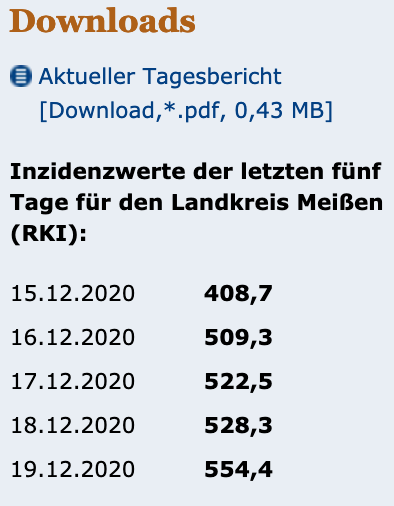 Downloads
Aktueller Tagesbericht
[Download,*.pdf, 0,43 MB]
Inzidenzwerte der letzten fünf
Tage für den Landkreis Meißen
(RKI):
15.12.2020 408,7
16.12.2020 509,3
17.12.2020 522,5
18.12.2020 528,3
19.12.2020 554,4